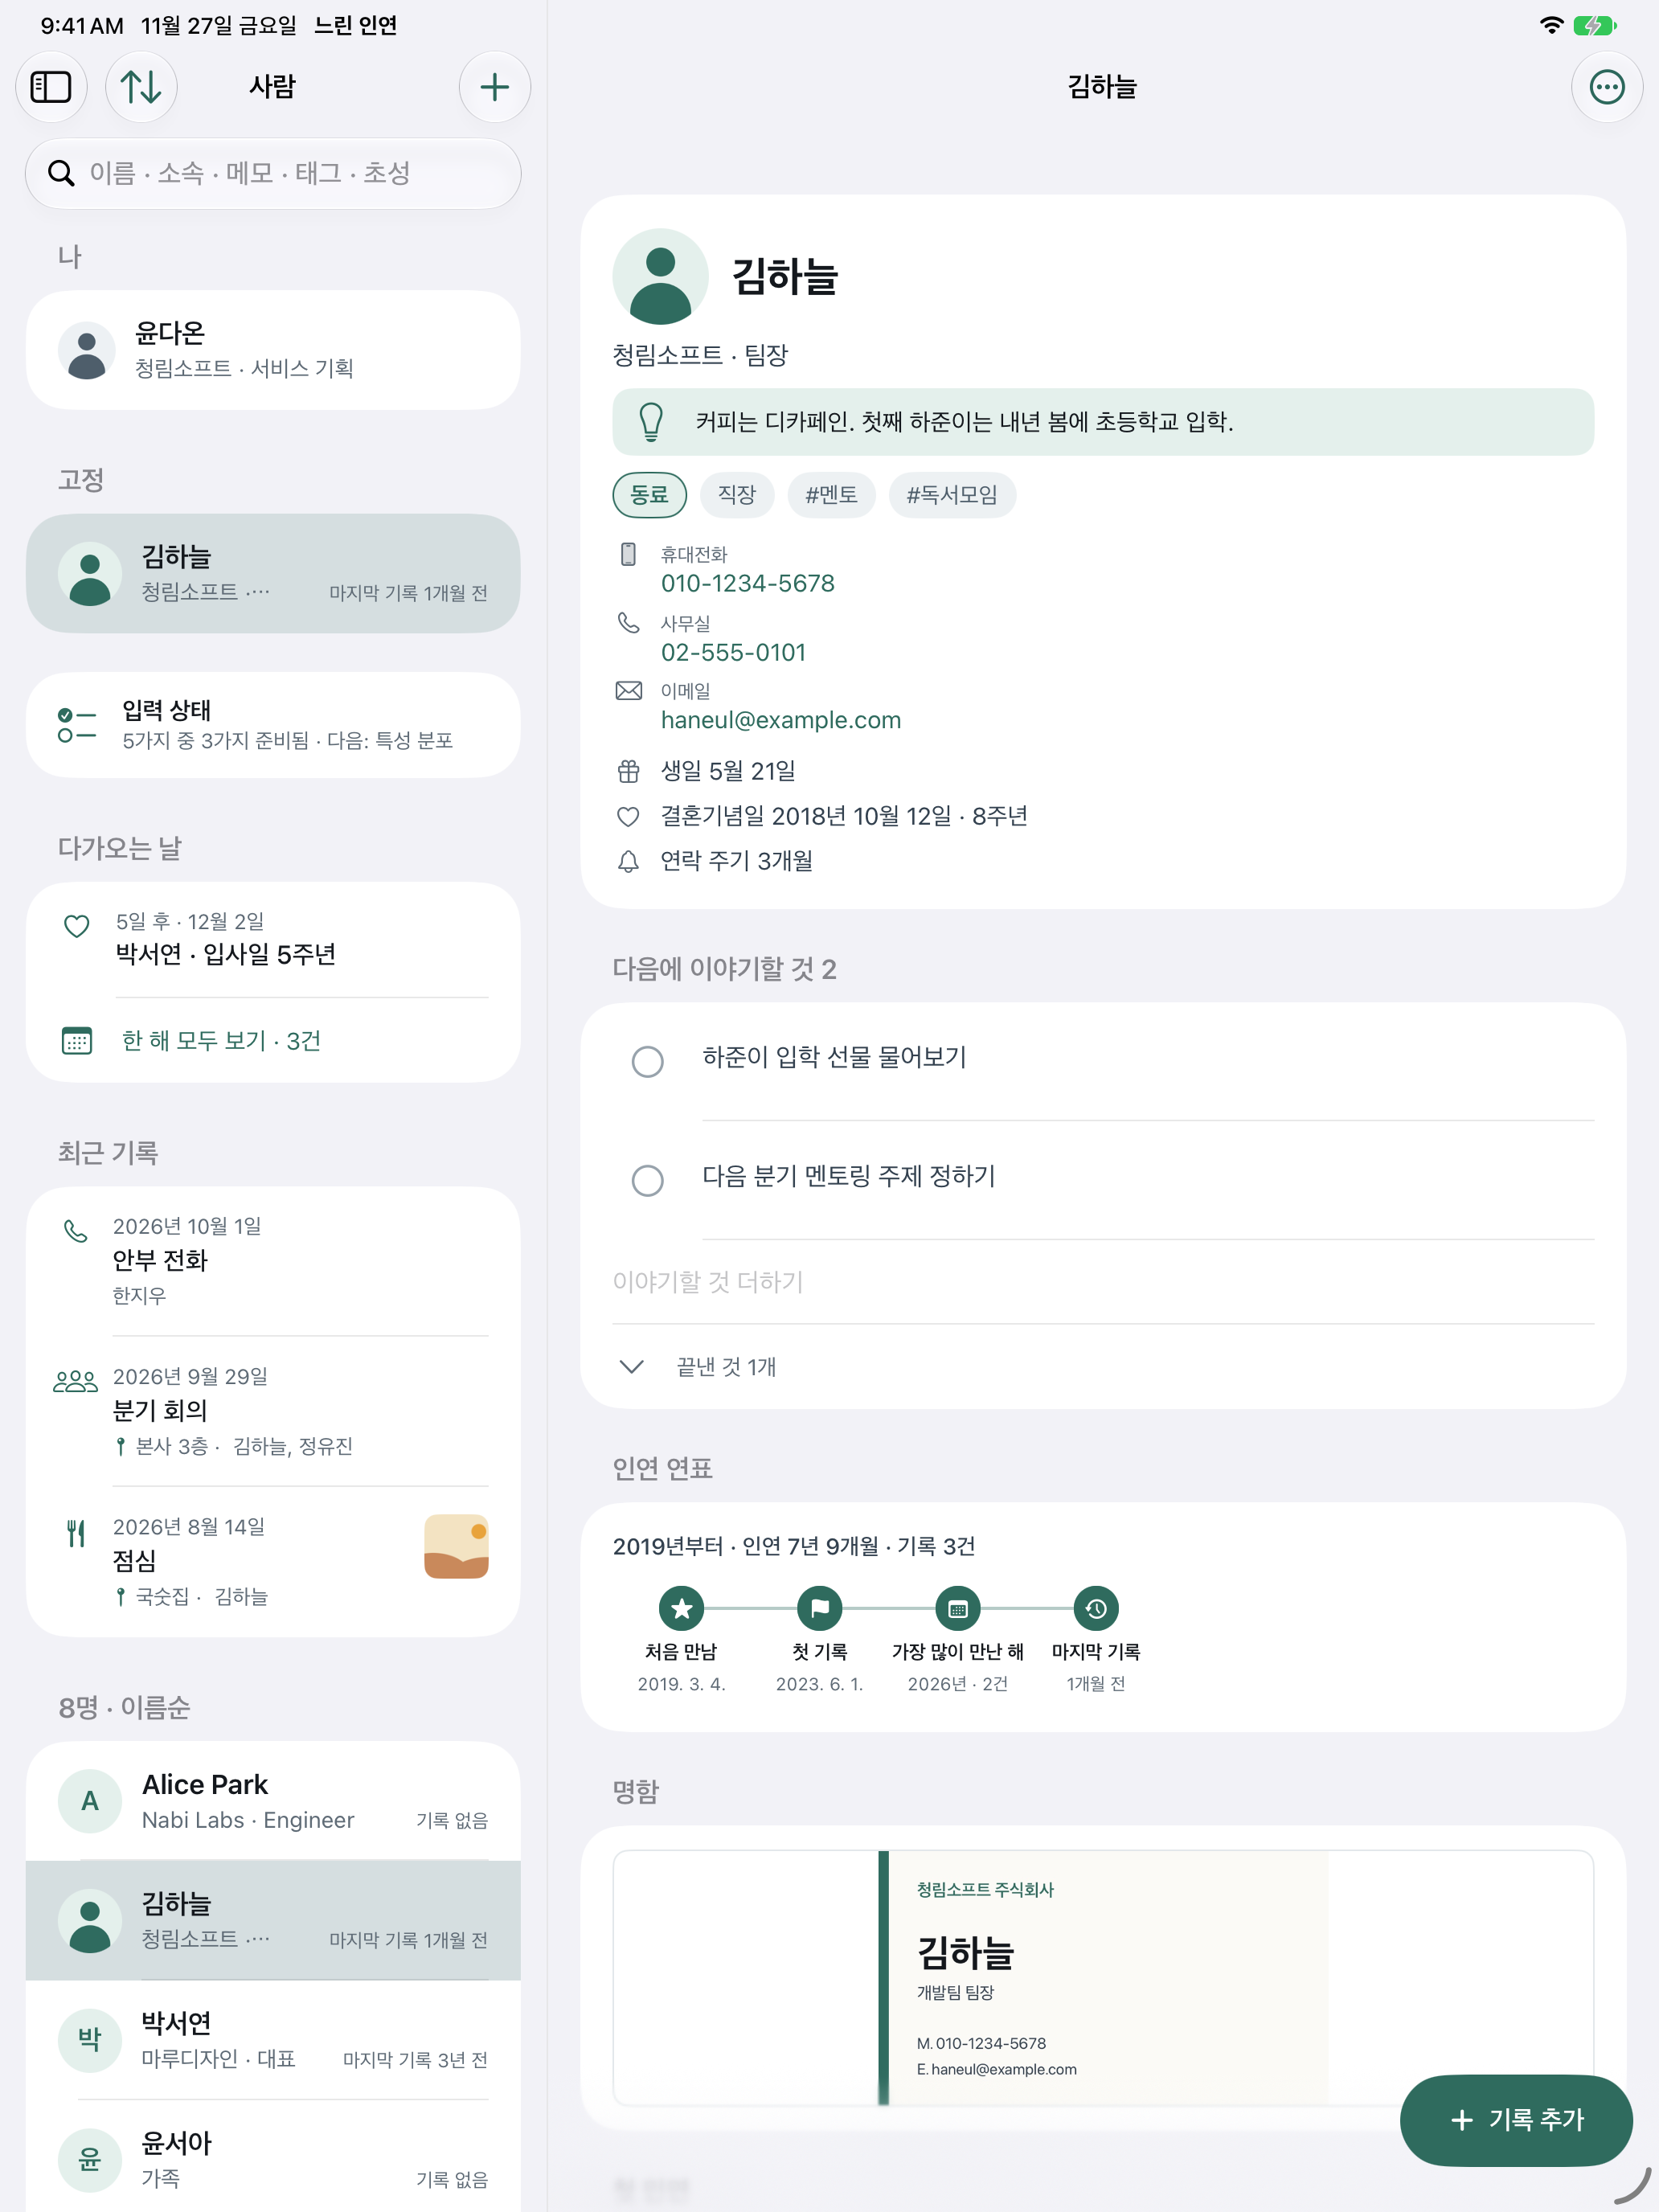 9:41 AM 11월 27일 금요일 느린 인연
사람
이름 · 소속 · 메모 · 태그 · 초성
나
윤다온
청림소프트 · 서비스 기획
고정
김하늘
청림소프트 ·… 마지막 기록 1개월 전
입력 상태
5가지 중 3가지 준비됨 · 다음: 특성 분포
다가오는 날
5일 후 · 12월 2일
박서연 · 입사일 5주년
한 해 모두 보기 · 3건
최근 기록
2026년 10월 1일
안부 전화
한지우
2026년 9월 29일
분기 회의
본사 3층 · 김하늘, 정유진
2026년 8월 14일
점심
국숫집 · 김하늘
8명 · 이름순
A
Alice Park
Nabi Labs · Engineer 기록 없음
김하늘
청림소프트 ·… 마지막 기록 1개월 전
박
박서연
마루디자인 · 대표 마지막 기록 3년 전
윤
윤서아
가족 기록 없음
김하늘
김하늘
청림소프트 · 팀장
커피는 디카페인. 첫째 하준이는 내년 봄에 초등학교 입학.
동료 직장 #멘토 #독서모임
휴대전화
010-1234-5678
사무실
02-555-0101
이메일
haneul@example.com
생일 5월 21일
결혼기념일 2018년 10월 12일 · 8주년
연락 주기 3개월
다음에 이야기할 것 2
하준이 입학 선물 물어보기
다음 분기 멘토링 주제 정하기
이야기할 것 더하기
끝낸 것 1개
인연 연표
2019년부터 · 인연 7년 9개월 · 기록 3건
처음 만남 첫 기록 가장 많이 만난 해 마지막 기록
2019. 3. 4. 2023. 6. 1. 2026년 · 2건 1개월 전
명함
청림소프트 주식회사
김하늘
개발팀 팀장
M. 010-1234-5678
E. haneul@example.com
기록 추가